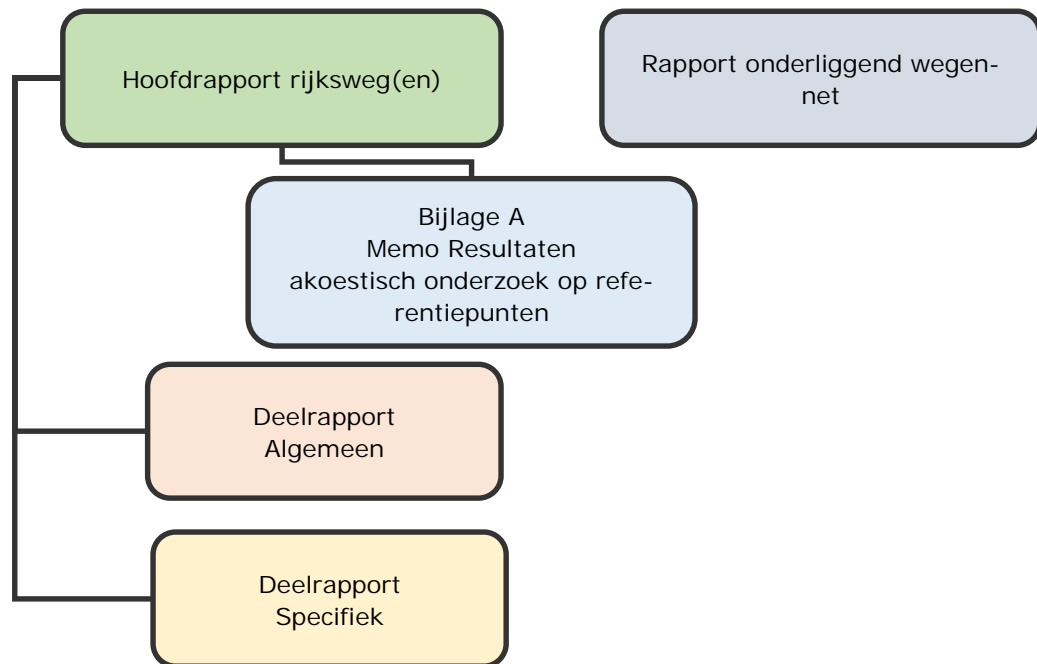 Hoofdrapport rijksweg(en)
Rapport onderliggend wegen-
net
Bijlage A
Memo Resultaten
akoestisch onderzoek op refe-
rentiepunten
Deelrapport
Algemeen
Deelrapport
Specifiek